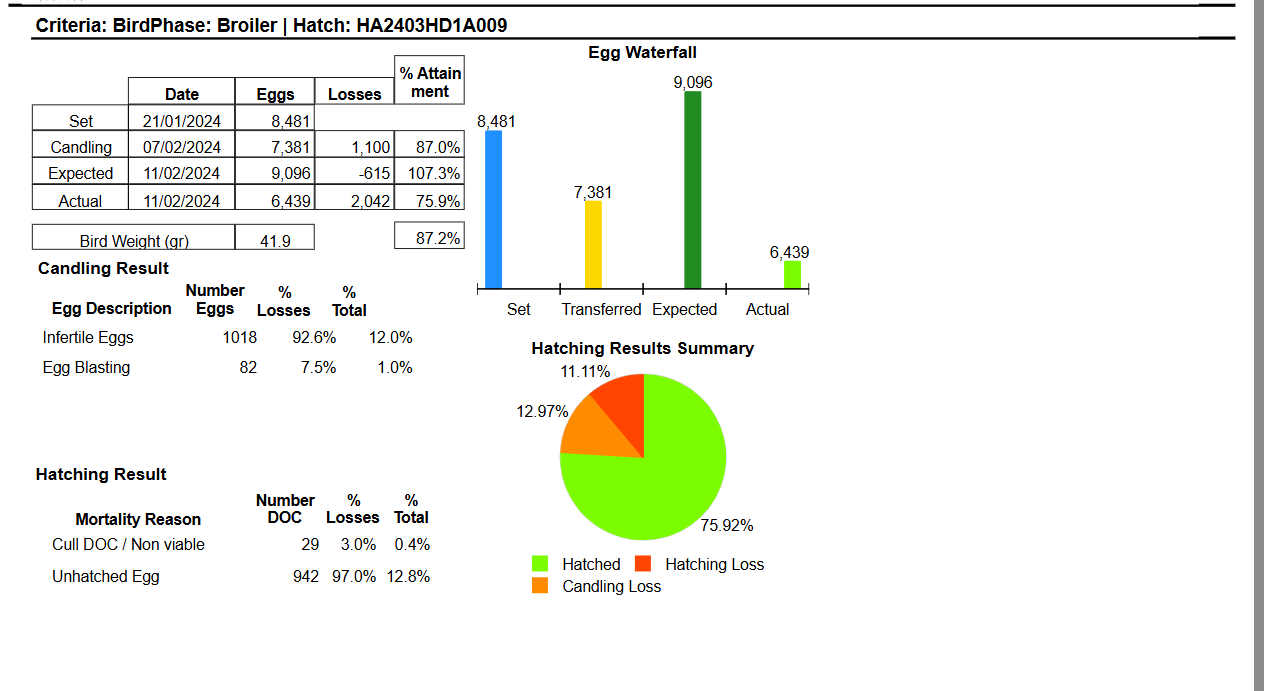 Criteria: BirdPhase: Broiler | Hatch: HA2403HD1A009
Egg Waterfall
Date Eggs Losses % Attain
ment
Set 21/01/2024 8,481
Candling 07/02/2024 7,381 1,100 87.0%
Expected 11/02/2024 9,096 -615 107.3%
Actual 11/02/2024 6,439 2,042 75.9%
Bird Weight (gr) 41.9 87.2%
8,481
7,381
9,096
6,439
Set Transferred Expected Actual
Candling Result
Egg Description Number
Eggs %
Losses %
Total
Infertile Eggs 1018 92.6% 12.0%
Egg Blasting 82 7.5% 1.0%
Hatching Results Summary
11.11%
12.97%
75.92%
Hatched Hatching Loss
Candling Loss
Hatching Result
Mortality Reason Number
DOC %
Losses %
Total
Cull DOC / Non viable 29 3.0% 0.4%
Unhatched Egg 942 97.0% 12.8%